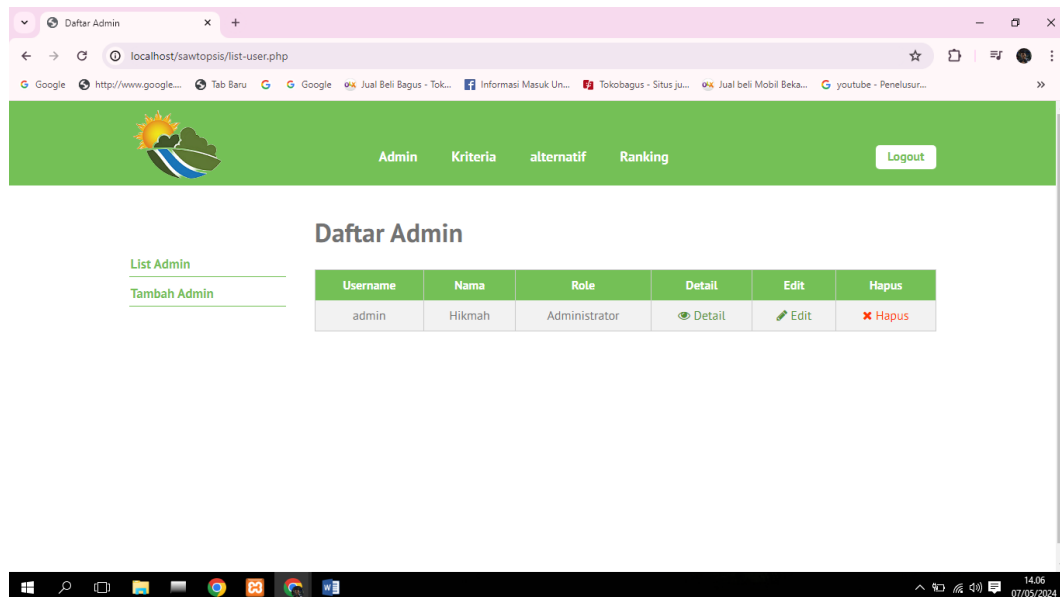 Daftar Admin
localhost/sawtopsis/list-user.php
Google http://www.google.... Tab Baru Google Jual Beli Bagus - Tok... Informasi Masuk Un... Tokobagus - Situs ju... Jual beli Mobil Beka... youtube - Penelusur...
Admin Kriteria alternatif Ranking Logout
Daftar Admin
List Admin
Tambah Admin
Username Nama Role Detail Edit Hapus
admin Hikmah Administrator Detail Edit Hapus
14.06
07/05/2024